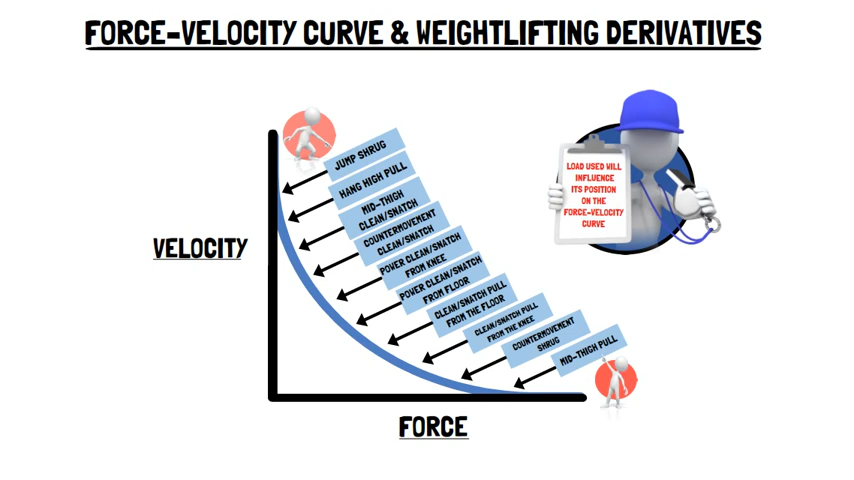 FORCE-VELOCITY CURVE & WEIGHTLIFTING DERIVATIVES
JUMP SHRUG
HANG HIGH PULL
MID-THIGH
CLEAN/SNATCH
COUNTERMOVEMENT
CLEAN/SNATCH
POWER CLEAN/SNATCH
FROM KNEE
POWER CLEAN/SNATCH
FROM FLOOR
CLEAN/SNATCH PULL
FROM THE FLOOR
CLEAN/SNATCH PULL
FROM THE KNEE
COUNTERMOVEMENT
SHRUG
MID-THIGH PULL
LOAD USED WILL
INFLUENCE
ITS POSITION
ON THE
FORCE-VELOCITY
CURVE
VELOCITY
FORCE